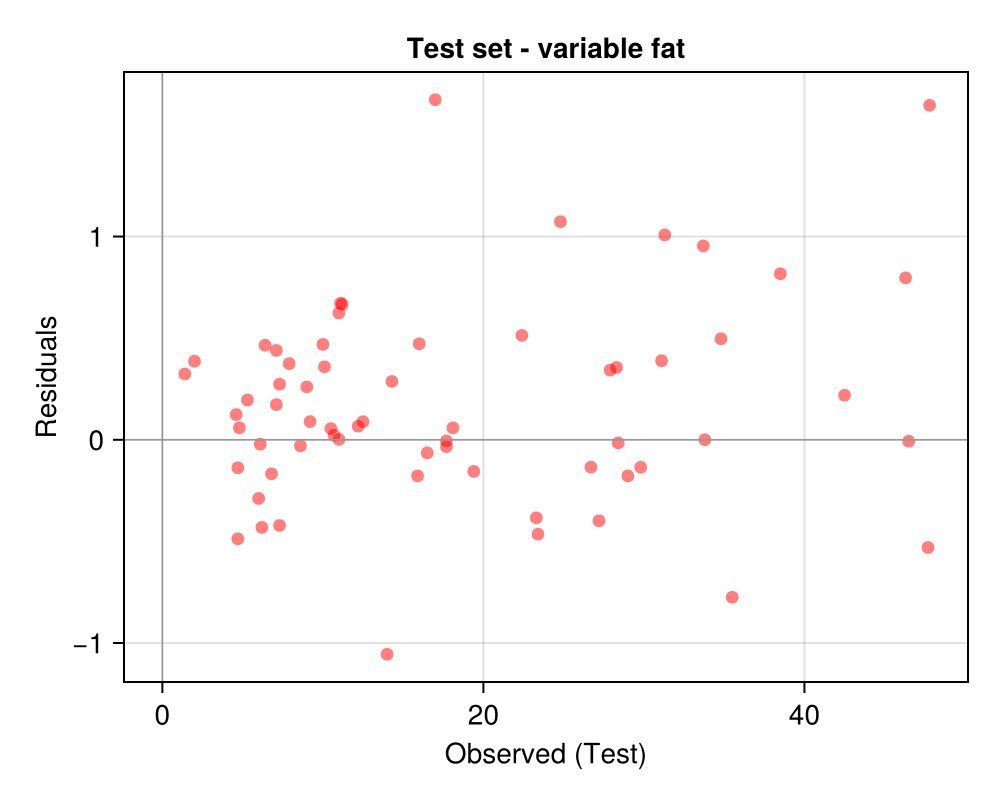 Test set - variable fat
Residuals
1
0
−1
0 20 40
Observed (Test)